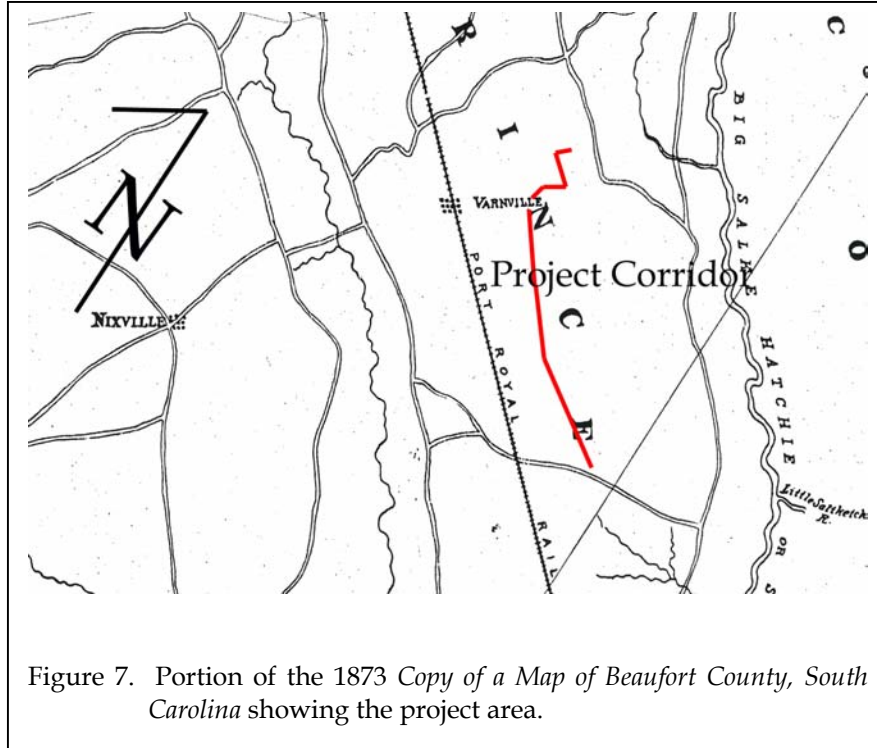 R
C
O
I
N
C
E
BIG SALKE HATCHIE
OR S
N
VARNVILLE
Project Corridor
NIXVILLE
PORT ROYAL RAIL
Little Saltketch
R.
Figure 7. Portion of the 1873 Copy of a Map of Beaufort County, South
Carolina showing the project area.